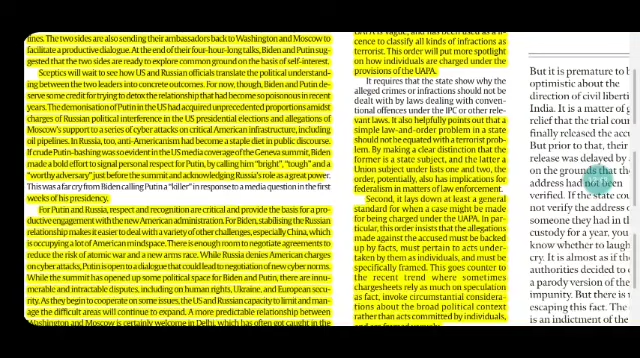 lines. The two sides are also sending their ambassadors back to Washington and Moscow to
facilitate a productive dialogue. At the end of their four-hour-long talks, Biden and Putin sug-
gested that the two sides are ready to explore common ground on the basis of self-interest.
Sceptics will wait to see how US and Russian officials translate the political understand-
ing between the two leaders into concrete outcomes. For now, though, Biden and Putin de-
serve some credit for trying to detox the relationship that had become so poisonous in recent
years. The demonisation of Putin in the US had acquired unprecedented proportions amidst
charges of Russian political interference in the US presidential elections and allegations of
Moscow's support to a series of cyber attacks on critical American infrastructure, including
oil pipelines. In Russia, too, anti-Americanism had become a staple diet in public discourse.
If crude Putin-bashing was so evident in the US media coverage of the Geneva summit, Biden
made a bold effort to signal personal respect for Putin, by calling him "bright", "tough" and a
"worthy adversary" just before the summit and acknowledging Russia's role as a great power.
This was a far cry from Biden calling Putin a "killer" in response to a media question in the first
weeks of his presidency.
For Putin and Russia, respect and recognition are critical and provide the basis for a pro-
ductive engagement with the new American administration. For Biden, stabilising the Russian
relationship makes it easier to deal with a variety of other challenges, especially China, which
is occupying a lot of American mindspace. There is enough room to negotiate agreements to
reduce the risk of atomic war and a new arms race. While Russia denies American charges
on cyber attacks, Putin is open to a dialogue that could lead to negotiation of new cyber norms.
While the summit has opened up some political space for Biden and Putin, there are innu-
merable and intractable disputes, including on human rights, Ukraine, and European secu-
rity. As they begin to cooperate on some issues, the US and Russian capacity to limit and man-
age the difficult areas will continue to expand. A more predictable relationship between
Washington and Moscow is certainly welcome in Delhi, which has often got caught in the
UAPA is vague, and has been used as a li-
cence to classify all kinds of infractions as
terrorist. This order will put more spotlight
on how individuals are charged under the
provisions of the UAPA.
It requires that the state show why the
alleged crimes or infractions should not be
dealt with by laws dealing with conven-
tional offences under the IPC or other rele-
vant laws. It also helpfully points out that a
simple law-and-order problem in a state
should not be equated with a terrorist prob-
lem. By making a clear distinction that the
former is a state subject, and the latter a
Union subject under lists one and two, the
order, potentially, also has implications for
federalism in matters of law enforcement.
Second, it lays down at least a general
standard for when a case might be made
for being charged under the UAPA. In par-
ticular, this order insists that the allegations
made against the accused must be backed
up by facts, must pertain to acts under-
taken by them as individuals, and must be
specifically framed. This goes counter to
the recent trend where sometimes
chargesheets rely as much on speculation
as fact, invoke circumstantial considera-
tions about the broad political context
rather than acts committed by individuals,
But it is premature to b
optimistic about the
direction of civil liberti
India. It is a matter of g
relief that the trial cour
finally released the accu
But prior to that, their
release was delayed by a
on the grounds that the
address had not been
verified. If the state cou
not verify the address o
someone they had in th
custody for a year, you
know whether to laugh
cry. It is almost as if the
authorities decided to e
a parody version of the
impunity. But there is n
escaping this fact. The
is an indictment of the